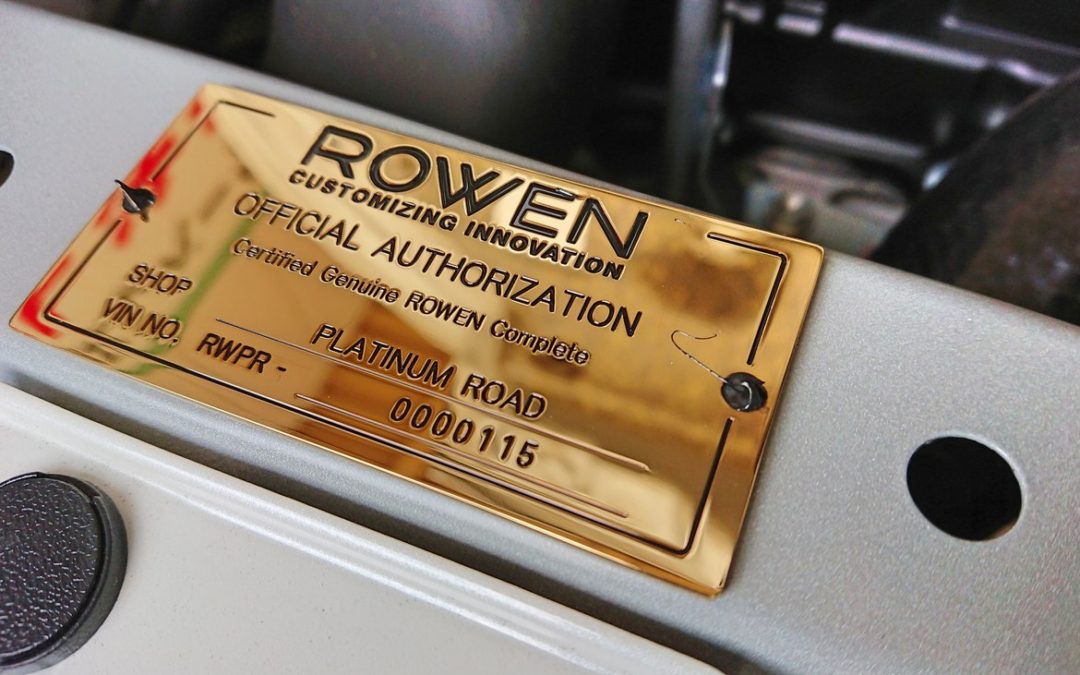 ROWEN
CUSTOMIZING INNOVATION
OFFICIAL AUTHORIZATION
Certified Genuine ROWEN Complete
SHOP PLATINUM ROAD
VIN NO. RWPR - 0000115